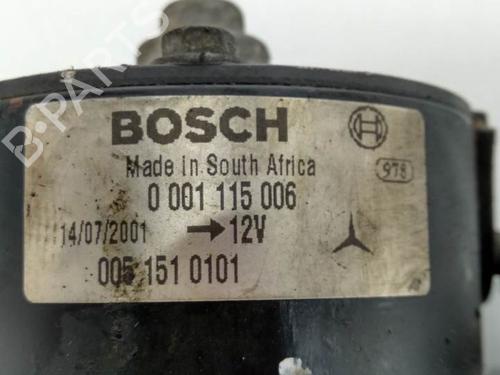 BOSCH
Made in South Africa
0 001 115 006
978
14/07/2001 → 12V
005 151 0101
B-PARTS